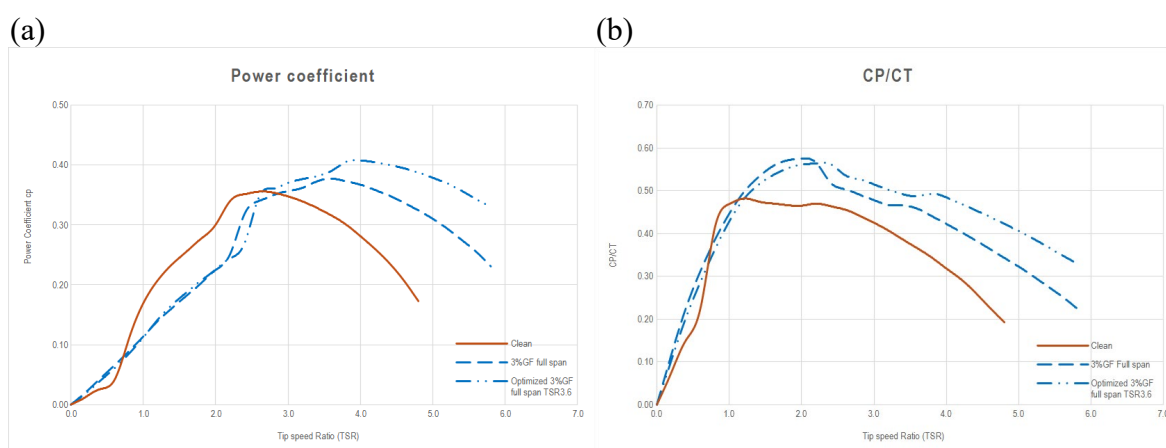 (a)
Power coefficient
Power Coefficient cp
0.50
0.40
0.30
0.20
0.10
0.00
0.0 1.0 2.0 3.0 4.0 5.0 6.0 7.0
Tip speed Ratio (TSR)
Clean
3%GF full span
Optimized 3%GF
full span TSR3.6
(b)
CP/CT
CP/CT
0.70
0.60
0.50
0.40
0.30
0.20
0.10
0.00
0.0 1.0 2.0 3.0 4.0 5.0 6.0 7.0
Tip speed Ratio (TSR)
Clean
3%GF Full span
Optimized 3%GF
full span TSR3.6